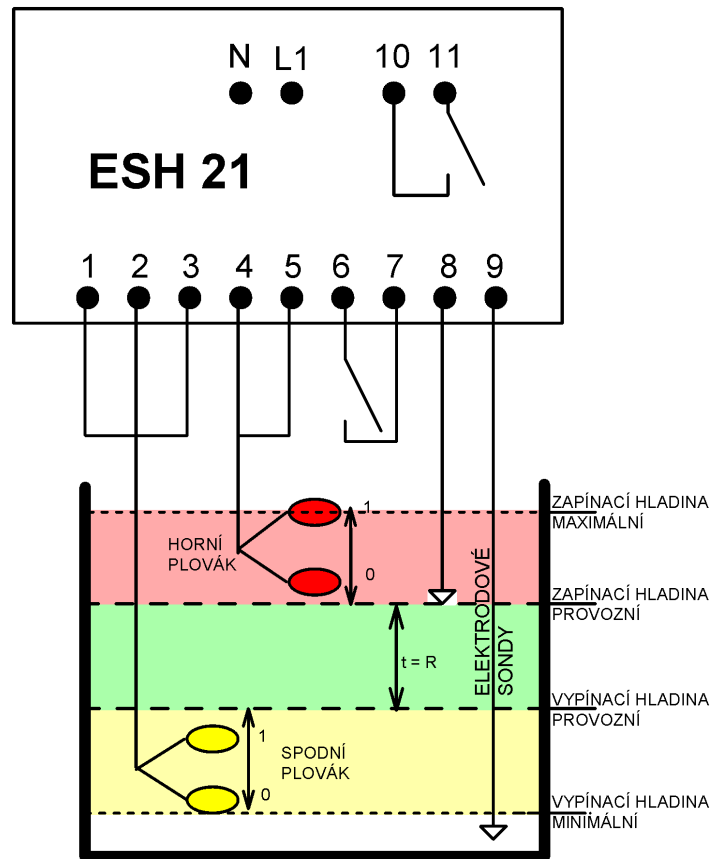 N L1 10 11
ESH 21
1 2 3 4 5 6 7 8 9
ZAPÍNACÍ HLADINA
MAXIMÁLNÍ
1
HORNÍ
PLOVÁK
0
ZAPÍNACÍ HLADINA
PROVOZNÍ
ELEKTRODOVÉ
SONDY
t = R
VYPÍNACÍ HLADINA
PROVOZNÍ
1
SPODNÍ
PLOVÁK
0
VYPÍNACÍ HLADINA
MINIMÁLNÍ